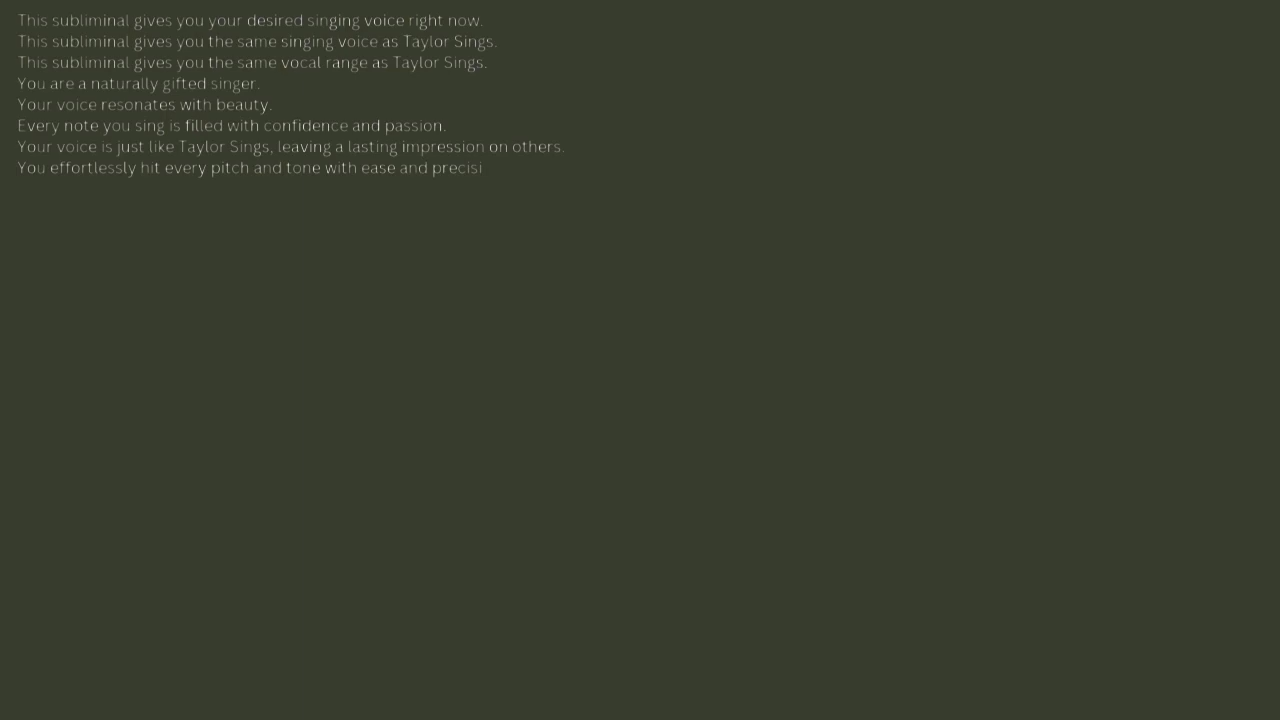 This subliminal gives you your desired singing voice right now.
This subliminal gives you the same singing voice as Taylor Sings.
This subliminal gives you the same vocal range as Taylor Sings.
You are a naturally gifted singer.
Your voice resonates with beauty.
Every note you sing is filled with confidence and passion.
Your voice is just like Taylor Sings, leaving a lasting impression on others.
You effortlessly hit every pitch and tone with ease and precisi